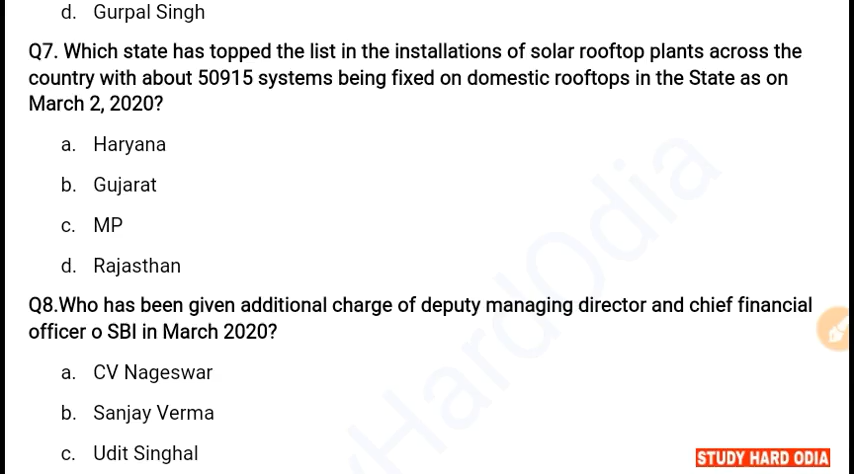 d. Gurpal Singh
Q7. Which state has topped the list in the installations of solar rooftop plants across the
country with about 50915 systems being fixed on domestic rooftops in the State as on
March 2, 2020?
a. Haryana
b. Gujarat
c. MP
d. Rajasthan
Q8.Who has been given additional charge of deputy managing director and chief financial
officer o SBI in March 2020?
a. CV Nageswar
b. Sanjay Verma
c. Udit Singhal
HardOdia
STUDY HARD ODIA